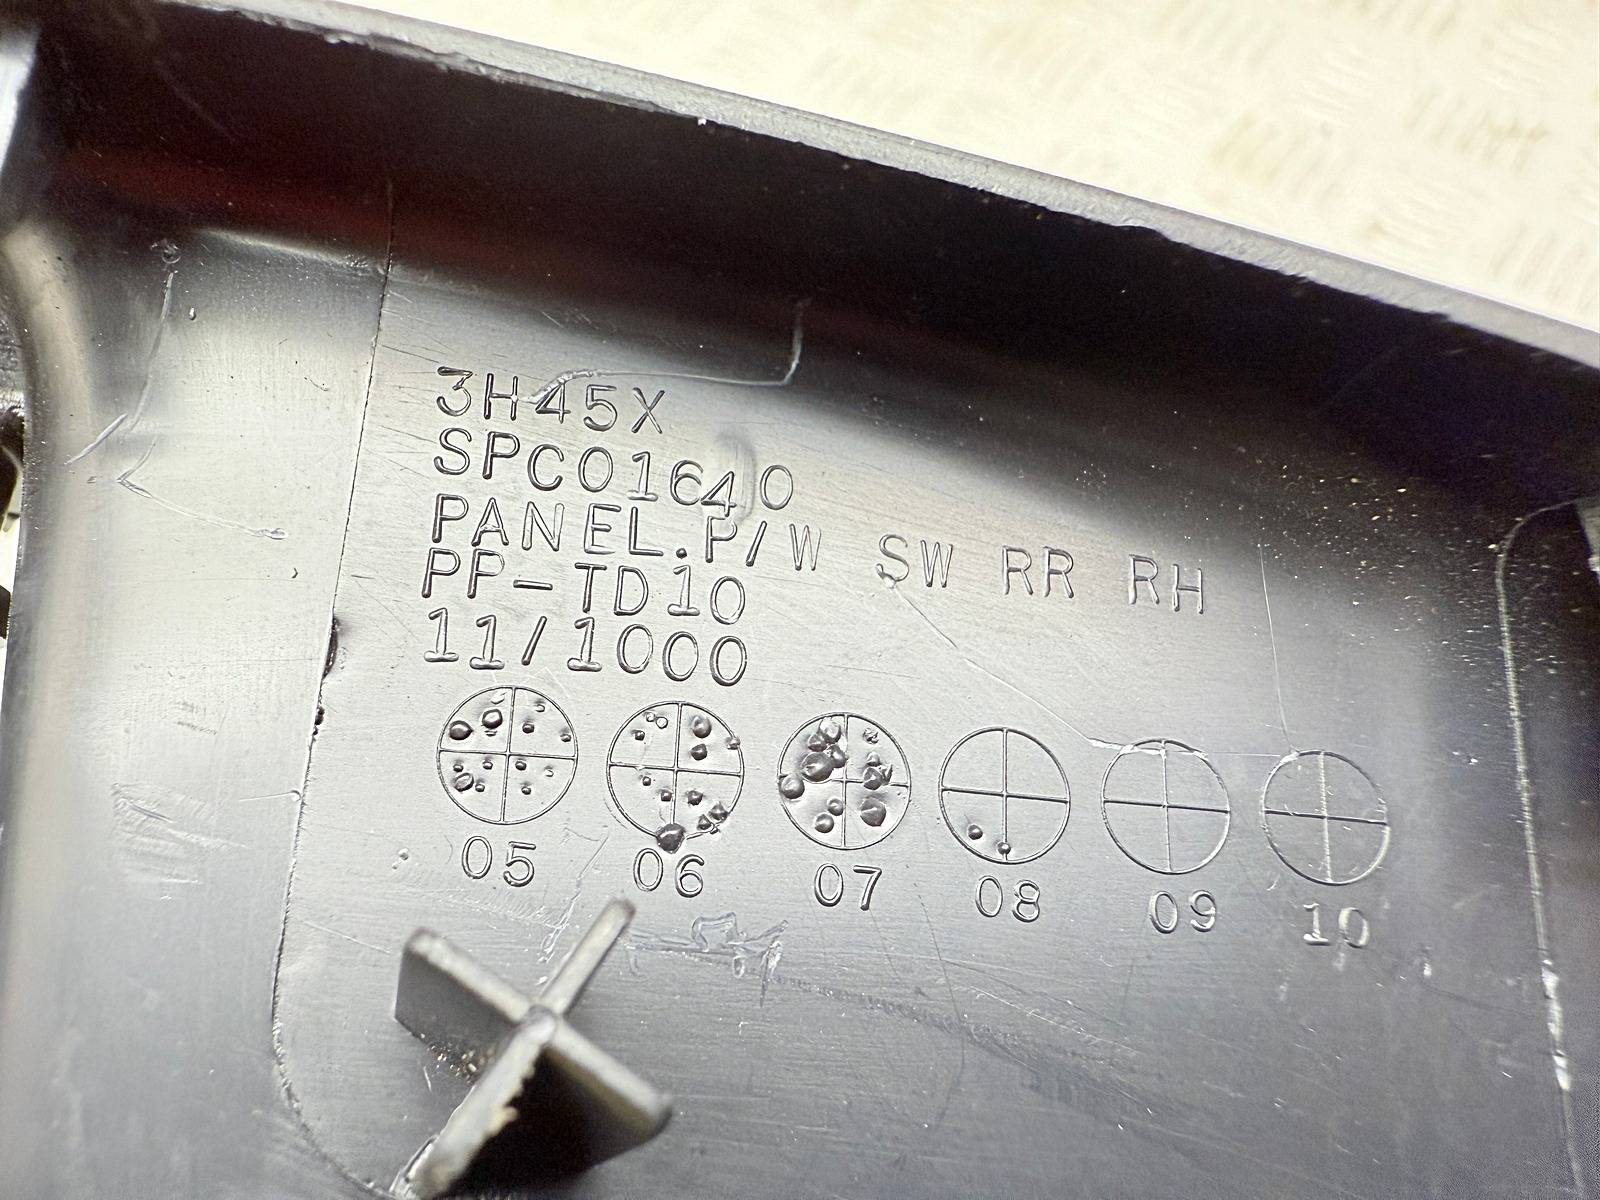 3H45X
SPC01640
PANEL.P/W SW RR RH
PP-TD10
11/1000
05 06 07 08 09 10